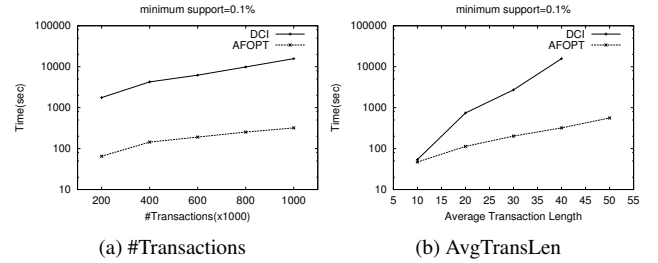 minimum support=0.1%
100000
10000
1000
100
10
Time(sec)
DCI
AFOPT
200 400 600 800 1000
#Transactions(x1000)
(a) #Transactions
minimum support=0.1%
100000
10000
1000
100
10
Time(sec)
DCI
AFOPT
5 10 15 20 25 30 35 40 45 50 55
Average Transaction Length
(b) AvgTransLen